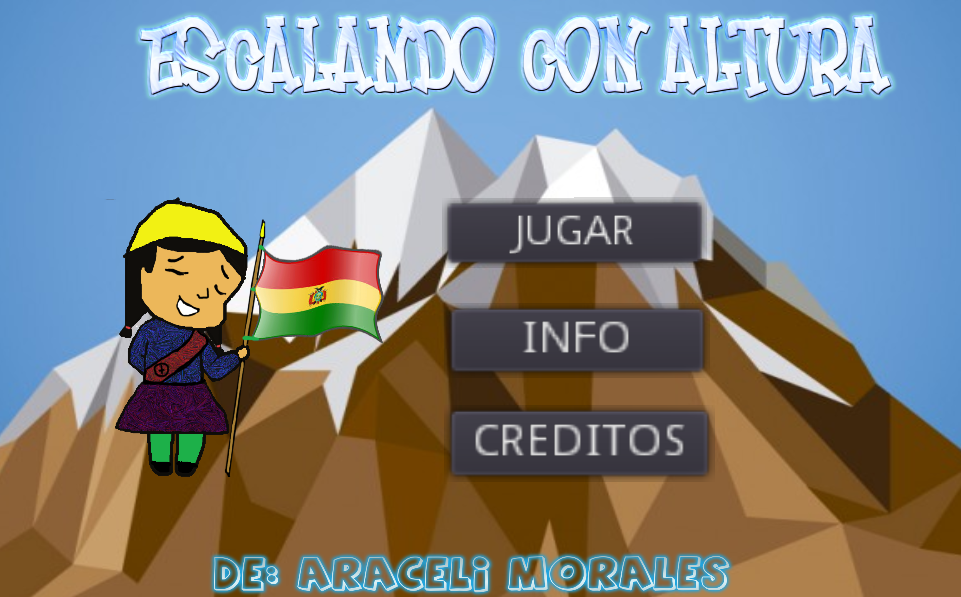 ESCALANDO CON ALTURA
JUGAR
INFO
CREDITOS
DE: ARACELi MORALES